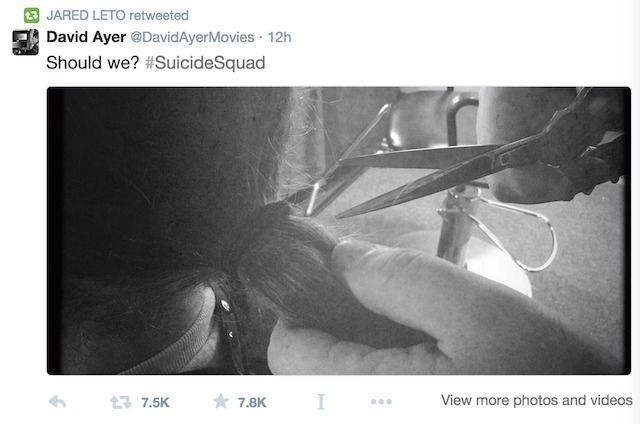 JARED LETO retweeted
David Ayer @DavidAyerMovies · 12h
Should we? #SuicideSquad
7.5K 7.8K View more photos and videos